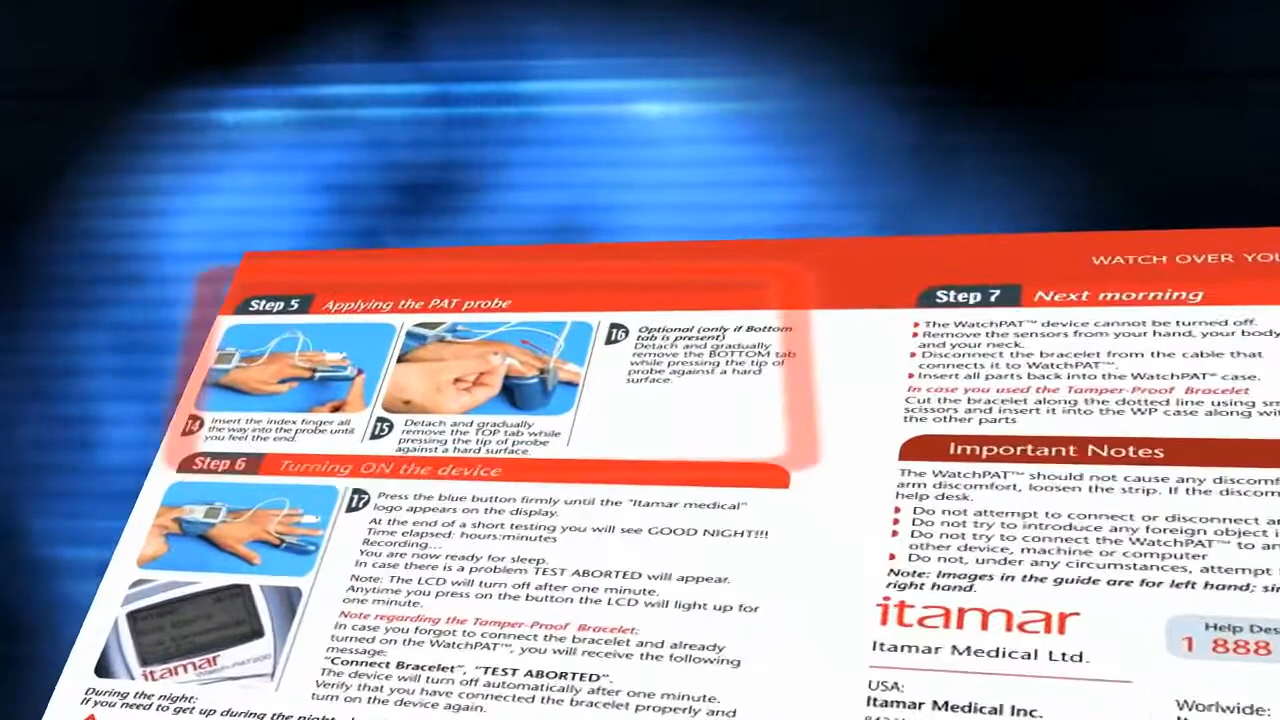 WATCH OVER YOU
Step 5 Applying the PAT probe
14 Insert the index finger all
the way into the probe until
you feel the end.
15 Detach and gradually
remove the TOP tab while
pressing the tip of probe
against a hard surface.
16 Optional (only if Bottom
tab is present)
Detach and gradually
remove the BOTTOM tab
while pressing the tip of
probe against a hard
surface.
Step 6 Turning ON the device
17 Press the blue button firmly until the "Itamar medical"
logo appears on the display.
At the end of a short testing you will see GOOD NIGHT!!!
Time elapsed: hours:minutes
Recording...
You are now ready for sleep.
In case there is a problem TEST ABORTED will appear.
Note: The LCD will turn off after one minute.
Anytime you press on the button the LCD will light up for
one minute.
Note regarding the Tamper-Proof Bracelet:
In case you forgot to connect the bracelet and already
turned on the WatchPAT™, you will receive the following
message:
"Connect Bracelet", "TEST ABORTED".
The device will turn off automatically after one minute.
Verify that you have connected the bracelet properly and
turn on the device again.
itamar WatchPAT200
During the night:
If you need to get up during the night
Step 7 Next morning
The WatchPAT™ device cannot be turned off.
Remove the sensors from your hand, your body
and your neck.
Disconnect the bracelet from the cable that
connects it to WatchPAT™.
Insert all parts back into the WatchPAT™ case.
In case you used the Tamper-Proof Bracelet
Cut the bracelet along the dotted line using sm
scissors and insert it into the WP case along wi
the other parts
Important Notes
The WatchPAT™ should not cause any discomf
arm discomfort, loosen the strip. If the discom
help desk.
Do not attempt to connect or disconnect a
Do not try to introduce any foreign object i
Do not try to connect the WatchPAT™ to an
other device, machine or computer
Do not, under any circumstances, attempt
Note: Images in the guide are for left hand; sim
right hand.
itamar
Itamar Medical Ltd.
Help Des
1 888
USA:
Itamar Medical Inc.
Worlwide: